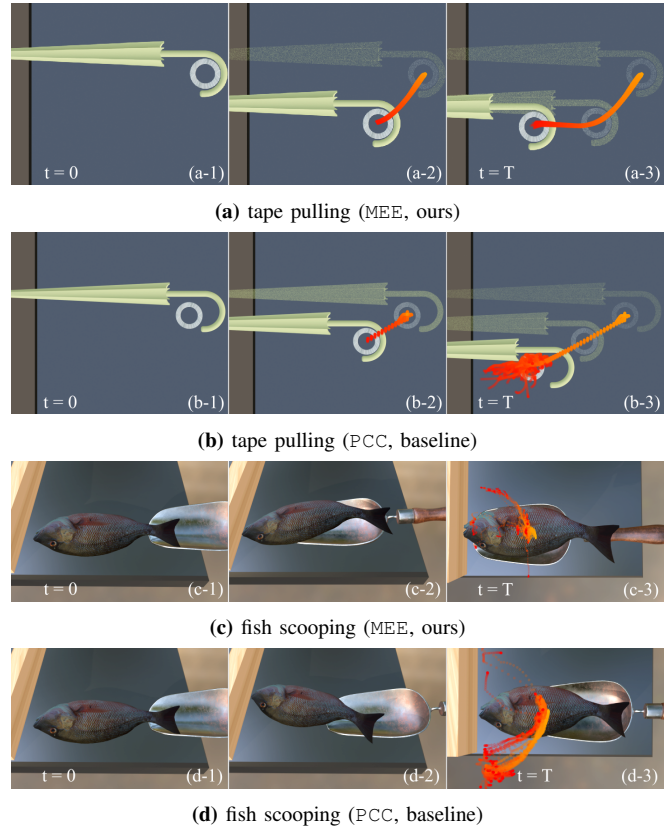 t = 0 (a-1) (a-2) t = T (a-3)
(a) tape pulling (MEE, ours)
t = 0 (b-1) (b-2) t = T (b-3)
(b) tape pulling (PCC, baseline)
t = 0 (c-1) (c-2) t = T (c-3)
(c) fish scooping (MEE, ours)
t = 0 (d-1) (d-2) t = T (d-3)
(d) fish scooping (PCC, baseline)